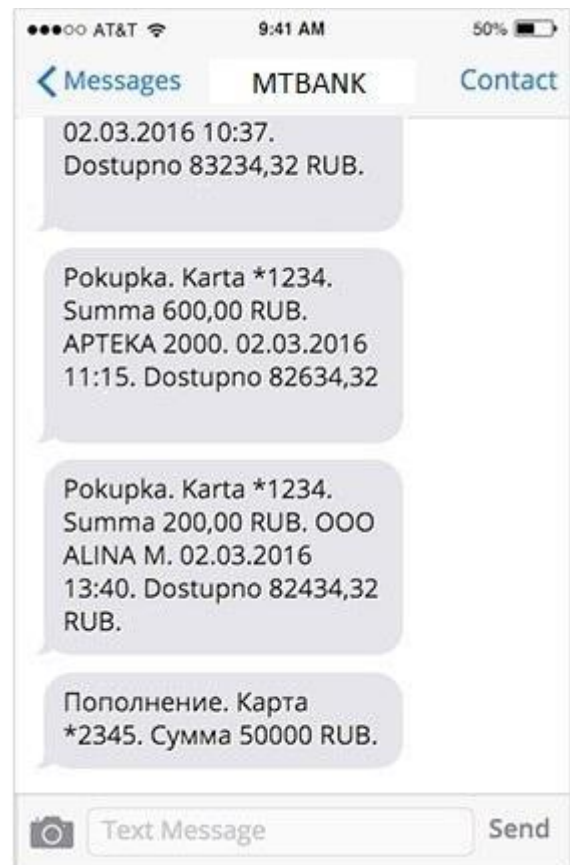 AT&T 9:41 AM 50%
Messages MTBANK Contact
02.03.2016 10:37.
Dostupno 83234,32 RUB.
Pokupka. Karta *1234.
Summa 600,00 RUB.
APTEKA 2000. 02.03.2016
11:15. Dostupno 82634,32
Pokupka. Karta *1234.
Summa 200,00 RUB. OOO
ALINA M. 02.03.2016
13:40. Dostupno 82434,32
RUB.
Пополнение. Карта
*2345. Сумма 50000 RUB.
Text Message Send